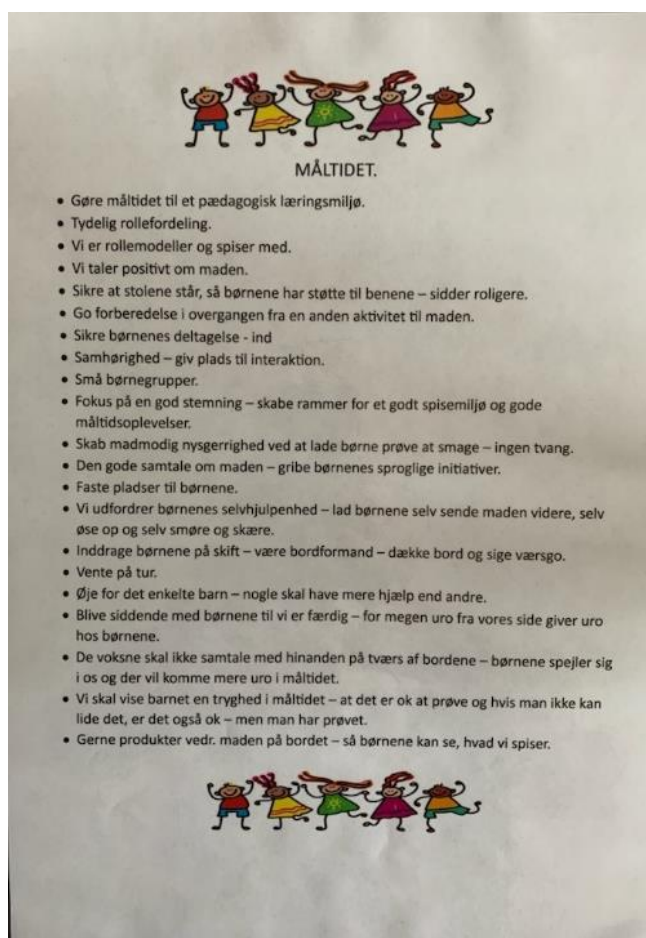 MÅLTIDET.
• Gøre måltidet til et pædagogisk læringsmiljø.
• Tydelig rollefordeling.
• Vi er rollemodeller og spiser med.
• Vi taler positivt om maden.
• Sikre at stolene står, så børnene har støtte til benene – sidder roligere.
• Go forberedelse i overgangen fra en anden aktivitet til maden.
• Sikre børnenes deltagelse - ind
• Samhørighed – giv plads til interaktion.
• Små børnegrupper.
• Fokus på en god stemning – skabe rammer for et godt spisemiljø og gode
måltidsoplevelser.
• Skab madmodig nysgerrighed ved at lade børne prøve at smage – ingen tvang.
• Den gode samtale om maden – gribe børnenes sproglige initiativer.
• Faste pladser til børnene.
• Vi udfordrer børnenes selvhjulpenhed – lad børnene selv sende maden videre, selv
øse op og selv smøre og skære.
• Inddrage børnene på skift – være bordformand – dække bord og sige værsgo.
• Vente på tur.
• Øje for det enkelte barn – nogle skal have mere hjælp end andre.
• Blive siddende med børnene til vi er færdig – for megen uro fra vores side giver uro
hos børnene.
• De voksne skal ikke samtale med hinanden på tværs af bordene – børnene spejler sig
i os og der vil komme mere uro i måltidet.
• Vi skal vise barnet en tryghed i måltidet – at det er ok at prøve og hvis man ikke kan
lide det, er det også ok – men man har prøvet.
• Gerne produkter vedr. maden på bordet – så børnene kan se, hvad vi spiser.